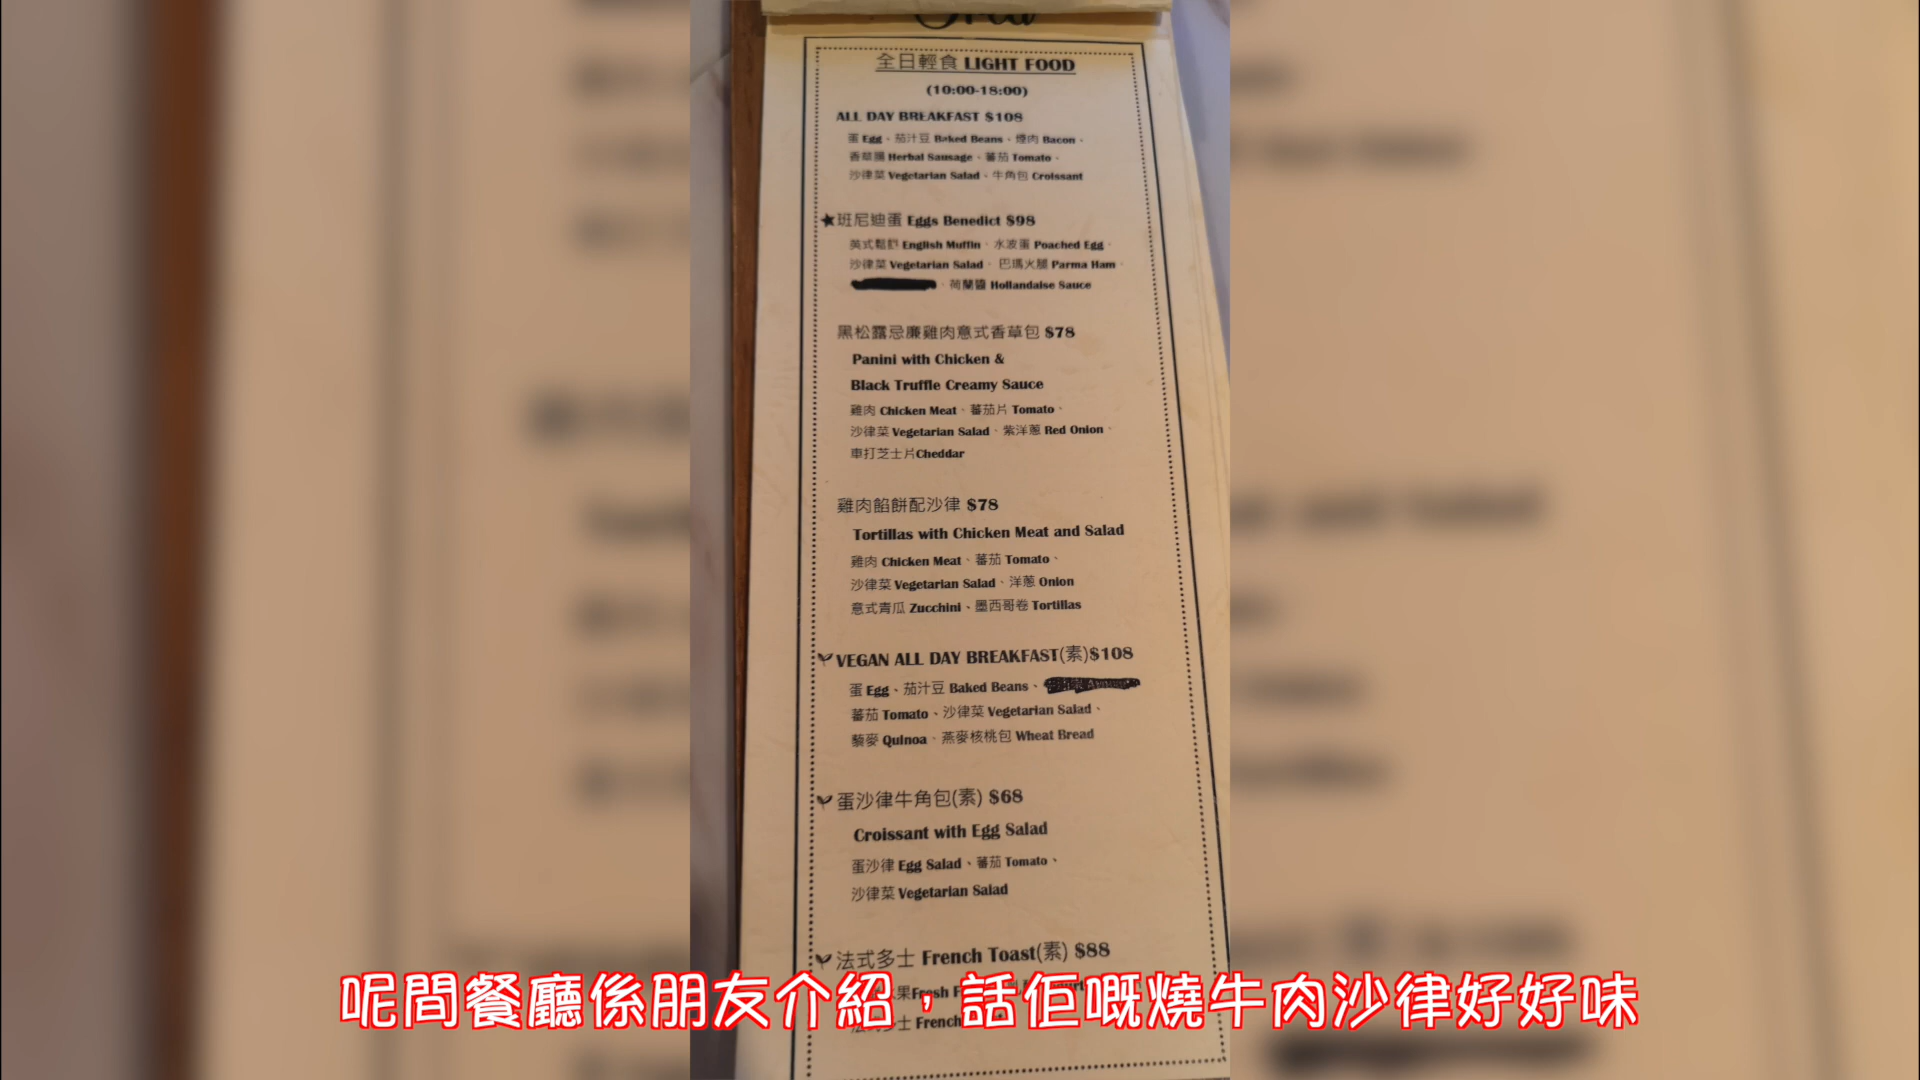 全日輕食 LIGHT FOOD
(10:00-18:00)
ALL DAY BREAKFAST $108
蛋 Egg、茄汁豆 Baked Beans、煙肉 Bacon、
香草腸 Herbal Sausage、蕃茄 Tomato、
沙律菜 Vegetarian Salad、牛角包 Croissant
★班尼迪蛋 Eggs Benedict $98
英式鬆餅 English Muffin、水波蛋 Poached Egg、
沙律菜 Vegetarian Salad、巴瑪火腿 Parma Ham、
、荷蘭醬 Hollandaise Sauce
黑松露忌廉雞肉意式香草包 $78
Panini with Chicken &
Black Truffle Creamy Sauce
雞肉 Chicken Meat、蕃茄片 Tomato、
沙律菜 Vegetarian Salad、紫洋蔥 Red Onion、
車打芝士片Cheddar
雞肉餡餅配沙律 $78
Tortillas with Chicken Meat and Salad
雞肉 Chicken Meat、蕃茄 Tomato、
沙律菜 Vegetarian Salad、洋蔥 Onion
意式青瓜 Zucchini、墨西哥卷 Tortillas
VEGAN ALL DAY BREAKFAST(素)$108
蛋 Egg、茄汁豆 Baked Beans、
蕃茄 Tomato、沙律菜 Vegetarian Salad、
藜麥 Quinoa、燕麥核桃包 Wheat Bread
蛋沙律牛角包(素) $68
Croissant with Egg Salad
蛋沙律 Egg Salad、蕃茄 Tomato、
沙律菜 Vegetarian Salad
法式多士 French Toast(素) $88
果Fresh
士 French
呢間餐廳係朋友介紹，話佢嘅燒牛肉沙律好好味